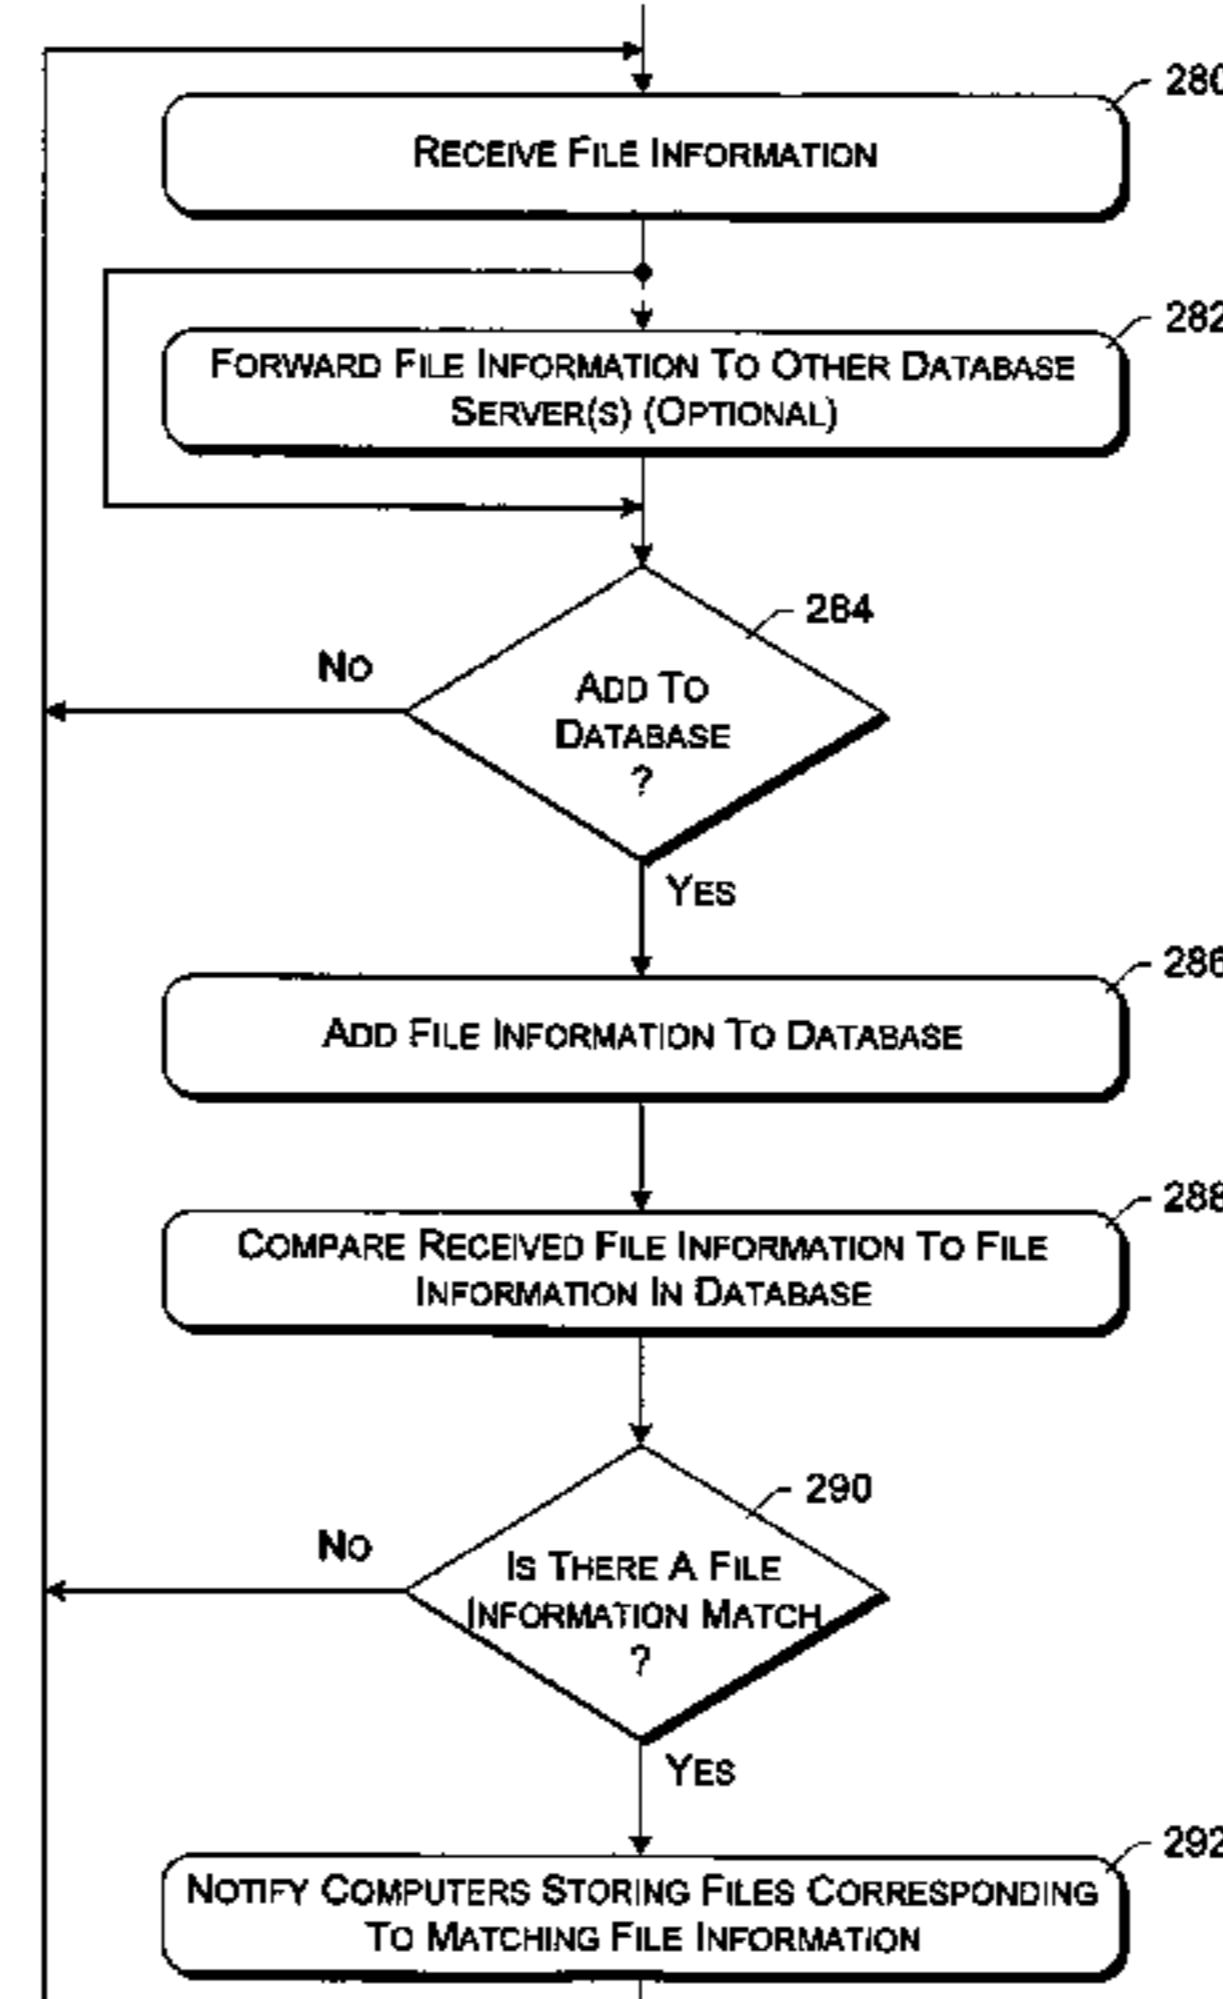 280
RECEIVE FILE INFORMATION
282
FORWARD FILE INFORMATION TO OTHER DATABASE
SERVER(S) (OPTIONAL)
284
NO
ADD TO
DATABASE
?
YES
286
ADD FILE INFORMATION TO DATABASE
288
COMPARE RECEIVED FILE INFORMATION TO FILE
INFORMATION IN DATABASE
290
NO
IS THERE A FILE
INFORMATION MATCH
?
YES
292
NOTIFY COMPUTERS STORING FILES CORRESPONDING
TO MATCHING FILE INFORMATION